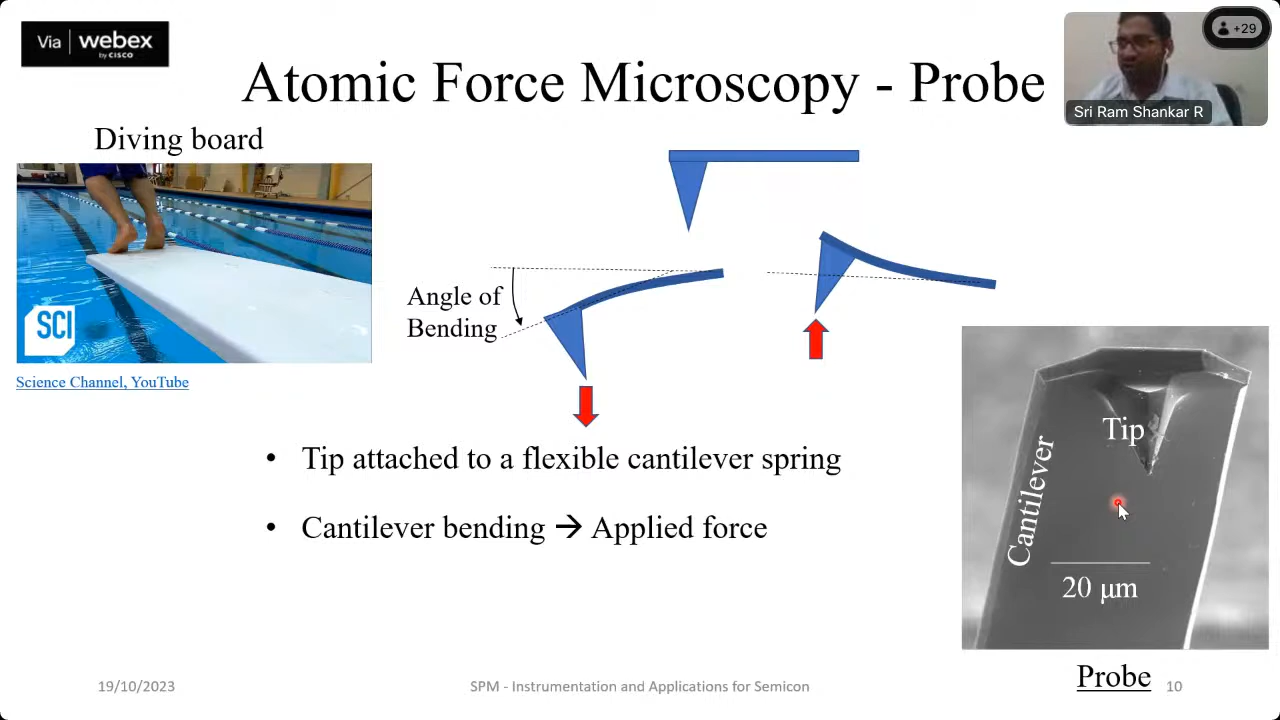 Via | webex
by CISCO
+29
Atomic Force Microscopy - Probe
Sri Ram Shankar R
Diving board
SCI
Science Channel, YouTube
Angle of
Bending
• Tip attached to a flexible cantilever spring
• Cantilever bending → Applied force
Tip
Cantilever
20 μm
Probe
19/10/2023
SPM - Instrumentation and Applications for Semicon
10